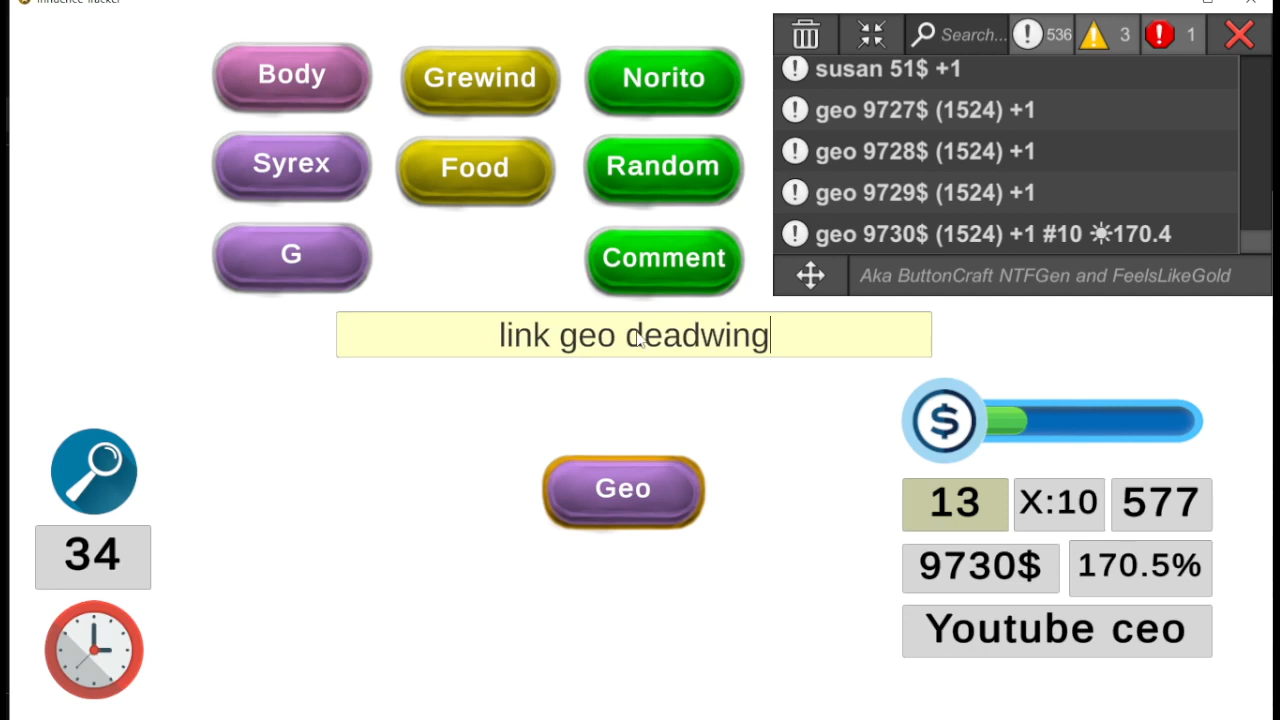 Influence Tracker
Body
Grewind
Norito
Syrex
Food
Random
G
Comment
Search...
536
3
1
susan 51$ +1
geo 9727$ (1524) +1
geo 9728$ (1524) +1
geo 9729$ (1524) +1
geo 9730$ (1524) +1 #10 ☀170.4
Aka ButtonCraft NTFGen and FeelsLikeGold
link geo deadwing
Geo
34
$
13
X:10
577
9730$
170.5%
Youtube ceo